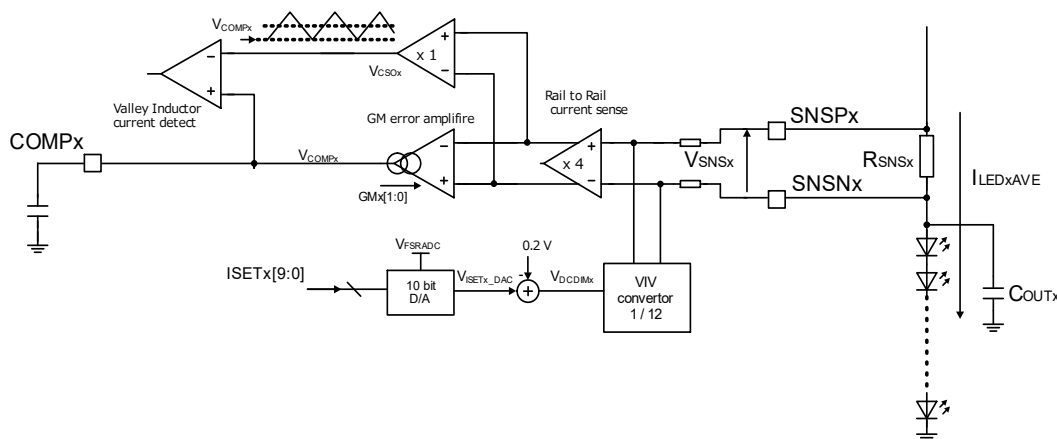 VCOMPx
+
−
x 1
VCSOx
−
+
Valley Inductor
current detect
Rail to Rail
current sense
GM error amplifire
COMPx
VCOMPx
−
+
GMx[1:0]
+
−
x 4
VSNSx
SNSPx
SNSNx
RSNSx
ILEDxAVE
VFSRADC
0.2 V
ISETx[9:0]
10 bit
D/A
VISETx_DAC
-
+
VDCDIMx
VIV
convertor
1 / 12
COUTx